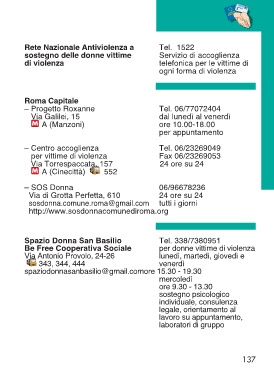 Rete Nazionale Antiviolenza a
sostegno delle donne vittime
di violenza
Tel. 1522
Servizio di accoglienza
telefonica per le vittime di
ogni forma di violenza
Roma Capitale
– Progetto Roxanne
Via Galilei, 15
M A (Manzoni)
Tel. 06/77072404
dal lunedì al venerdì
ore 10.00-18.00
per appuntamento
– Centro accoglienza
per vittime di violenza
Via Torrespaccata, 157
M A (Cinecittà) 552
Tel. 06/23269049
Fax 06/23269053
24 ore su 24
– SOS Donna
Via di Grotta Perfetta, 610
sosdonna.comune.roma@gmail.com
http://www.sosdonnacomunediroma.org
06/96678236
24 ore su 24
tutti i giorni
Spazio Donna San Basilio
Be Free Cooperativa Sociale
Via Antonio Provolo, 24-26
343, 344, 444
spaziodonnasanbasilio@gmail.com
Tel. 338/7380951
per donne vittime di violenza
lunedì, martedì, giovedì e
venerdì
ore 15.30 - 19.30
mercoledì
ore 9.30 - 13.30
sostegno psicologico
individuale, consulenza
legale, orientamento al
lavoro su appuntamento,
laboratori di gruppo
137